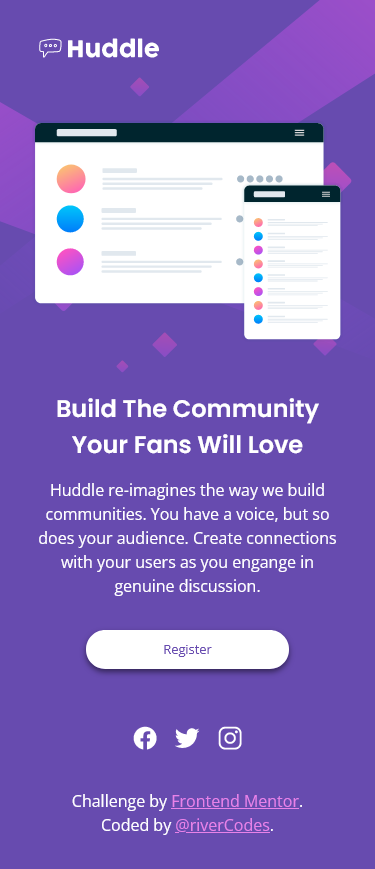 Huddle
Build The Community
Your Fans Will Love
Huddle re-imagines the way we build
communities. You have a voice, but so
does your audience. Create connections
with your users as you engange in
genuine discussion.
Register
Challenge by Frontend Mentor.
Coded by @riverCodes.